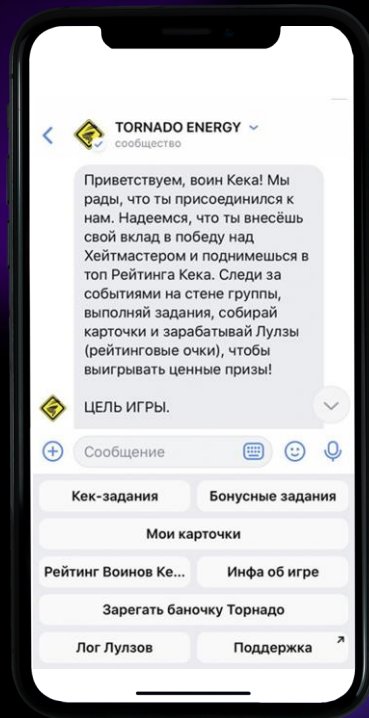 TORNADO ENERGY
сообщество
Приветствуем, воин Кека! Мы
рады, что ты присоединился к
нам. Надеемся, что ты внесёшь
свой вклад в победу над
Хейтмастером и поднимешься в
топ Рейтинга Кека. Следи за
событиями на стене группы,
выполняй задания, собирай
карточки и зарабатывай Лулзы
(рейтинговые очки), чтобы
выигрывать ценные призы!
ЦЕЛЬ ИГРЫ.
Сообщение
Кек-задания Бонусные задания
Мои карточки
Рейтинг Воинов Ке... Инфа об игре
Зарегать баночку Торнадо
Лог Лулзов Поддержка